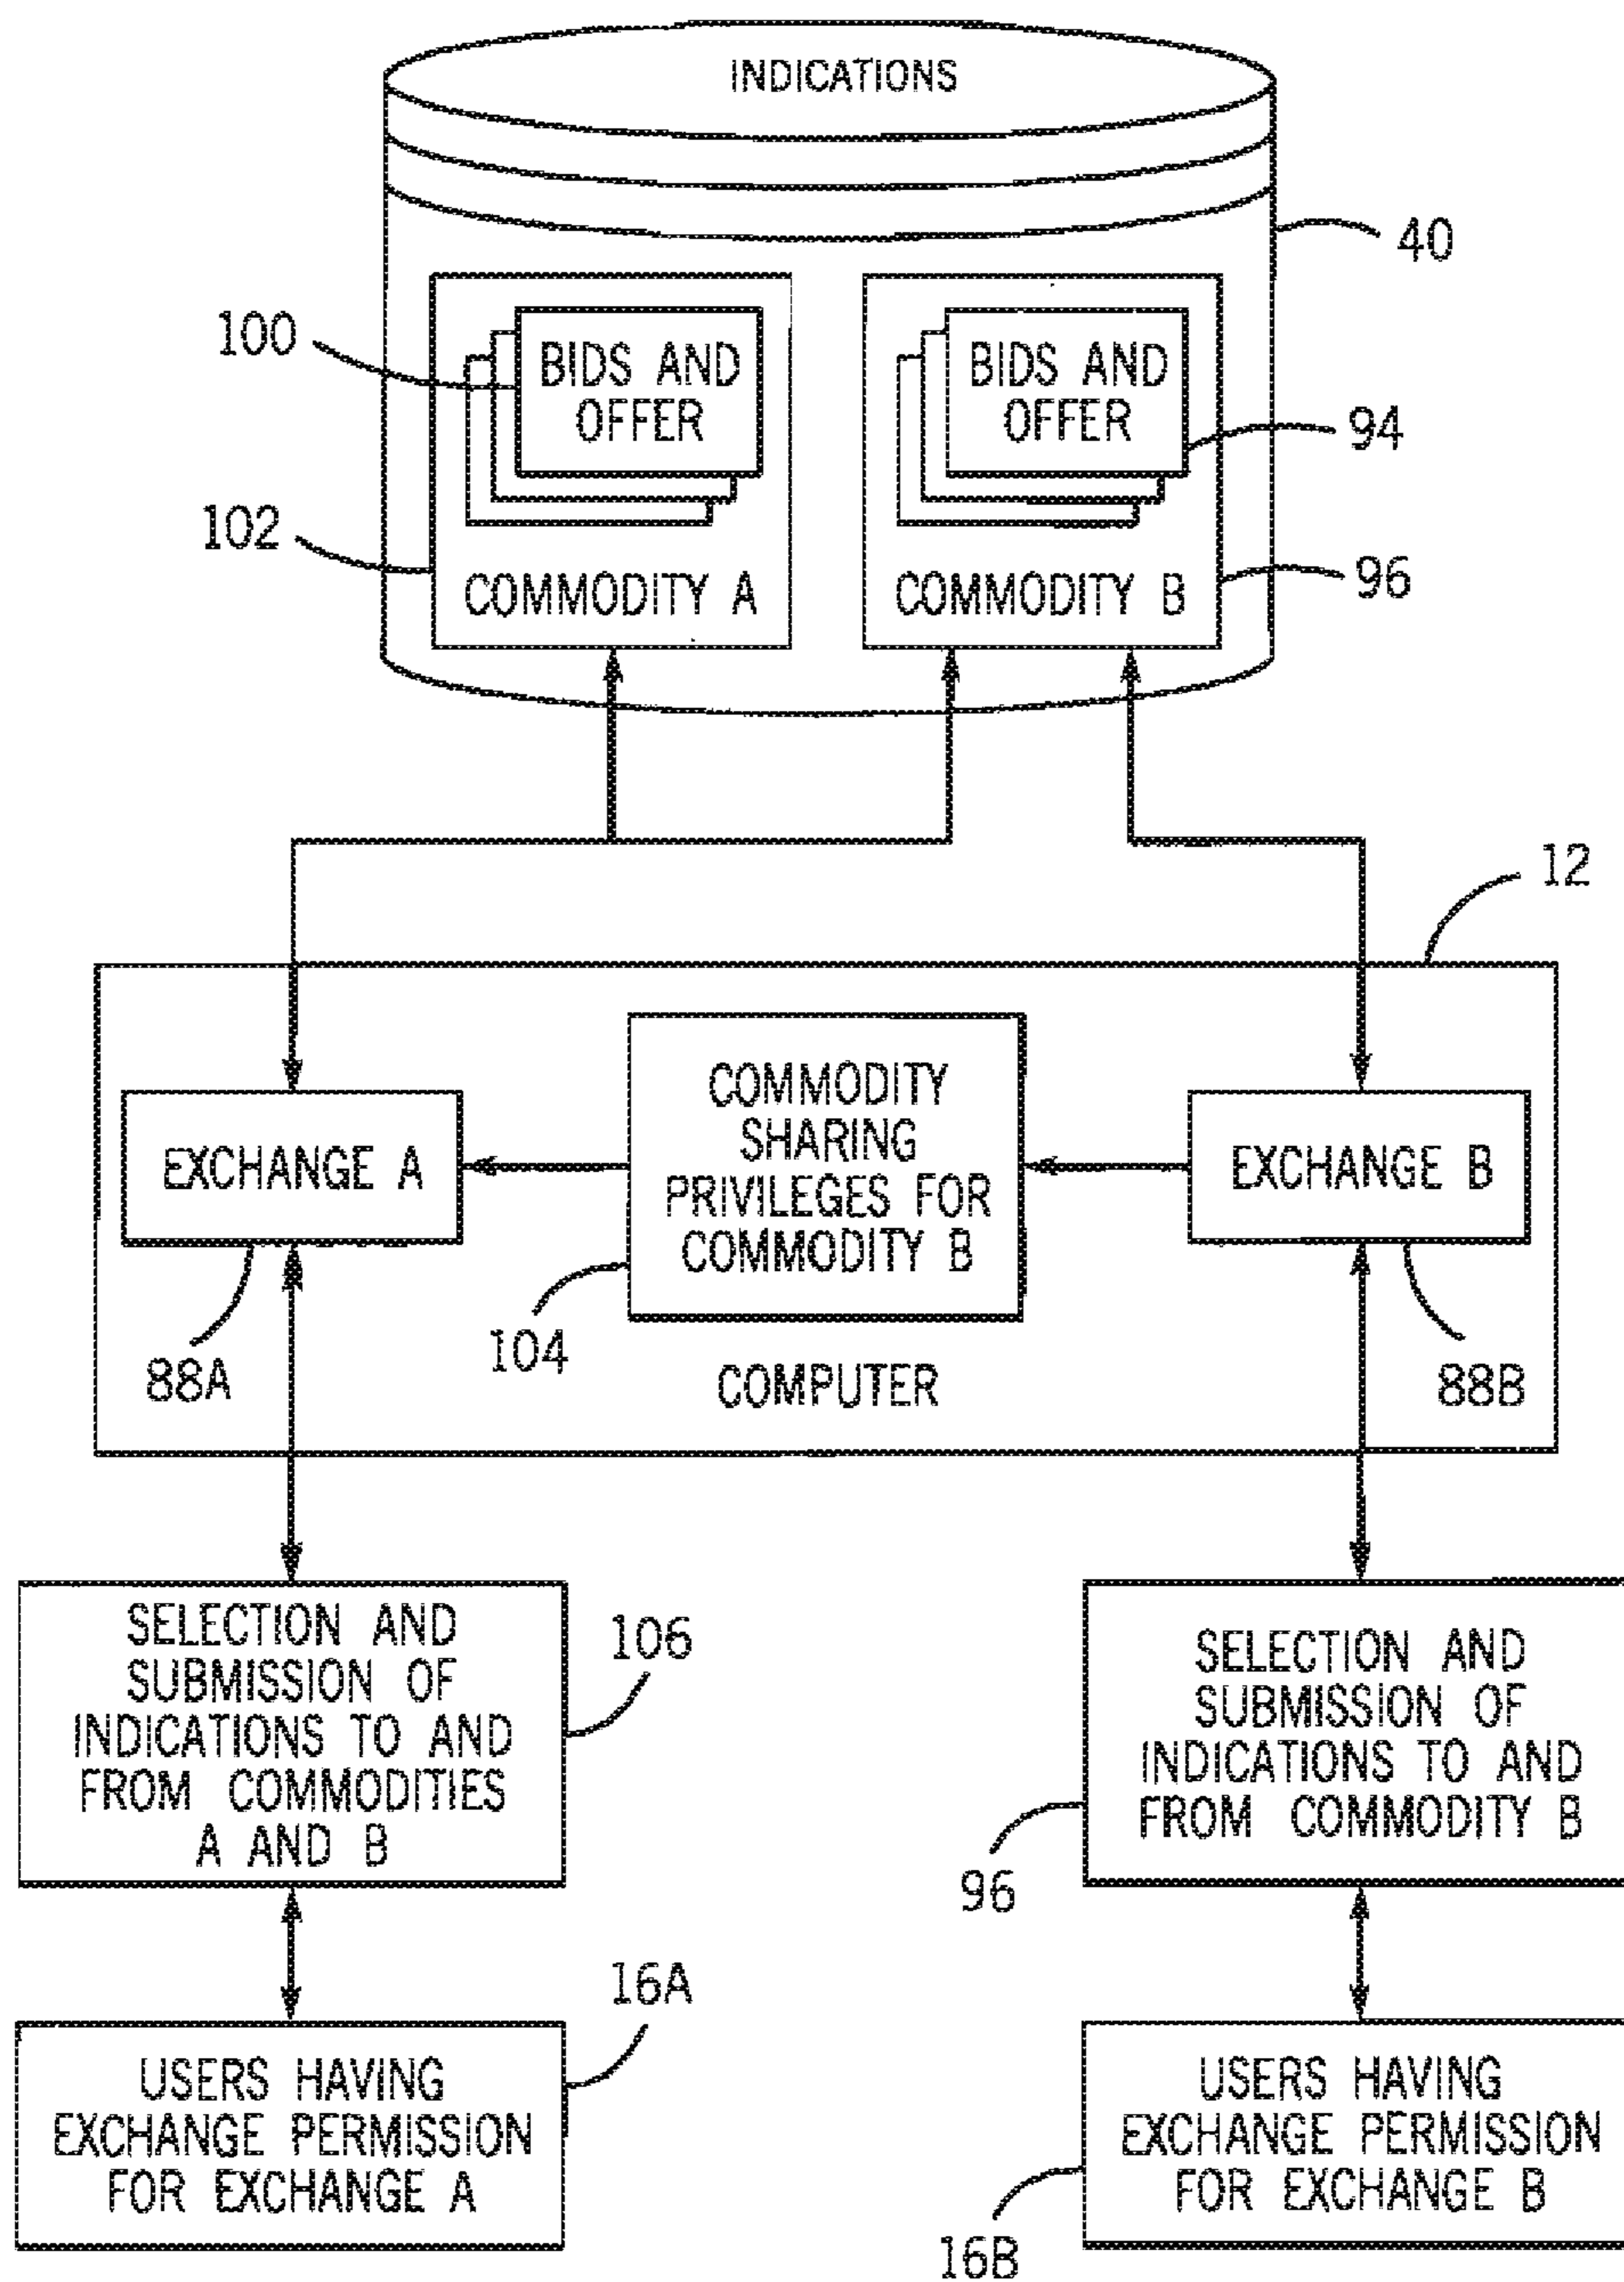 INDICATIONS
40
100
BIDS AND
OFFER
BIDS AND
OFFER
94
102
COMMODITY A
COMMODITY B
96
12
EXCHANGE A
COMMODITY
SHARING
PRIVILEGES FOR
COMMODITY B
EXCHANGE B
88A
104
COMPUTER
88B
SELECTION AND
SUBMISSION OF
INDICATIONS TO AND
FROM COMMODITIES
A AND B
106
SELECTION AND
SUBMISSION OF
INDICATIONS TO AND
FROM COMMODITY B
96
16A
USERS HAVING
EXCHANGE PERMISSION
FOR EXCHANGE A
USERS HAVING
EXCHANGE PERMISSION
FOR EXCHANGE B
16B